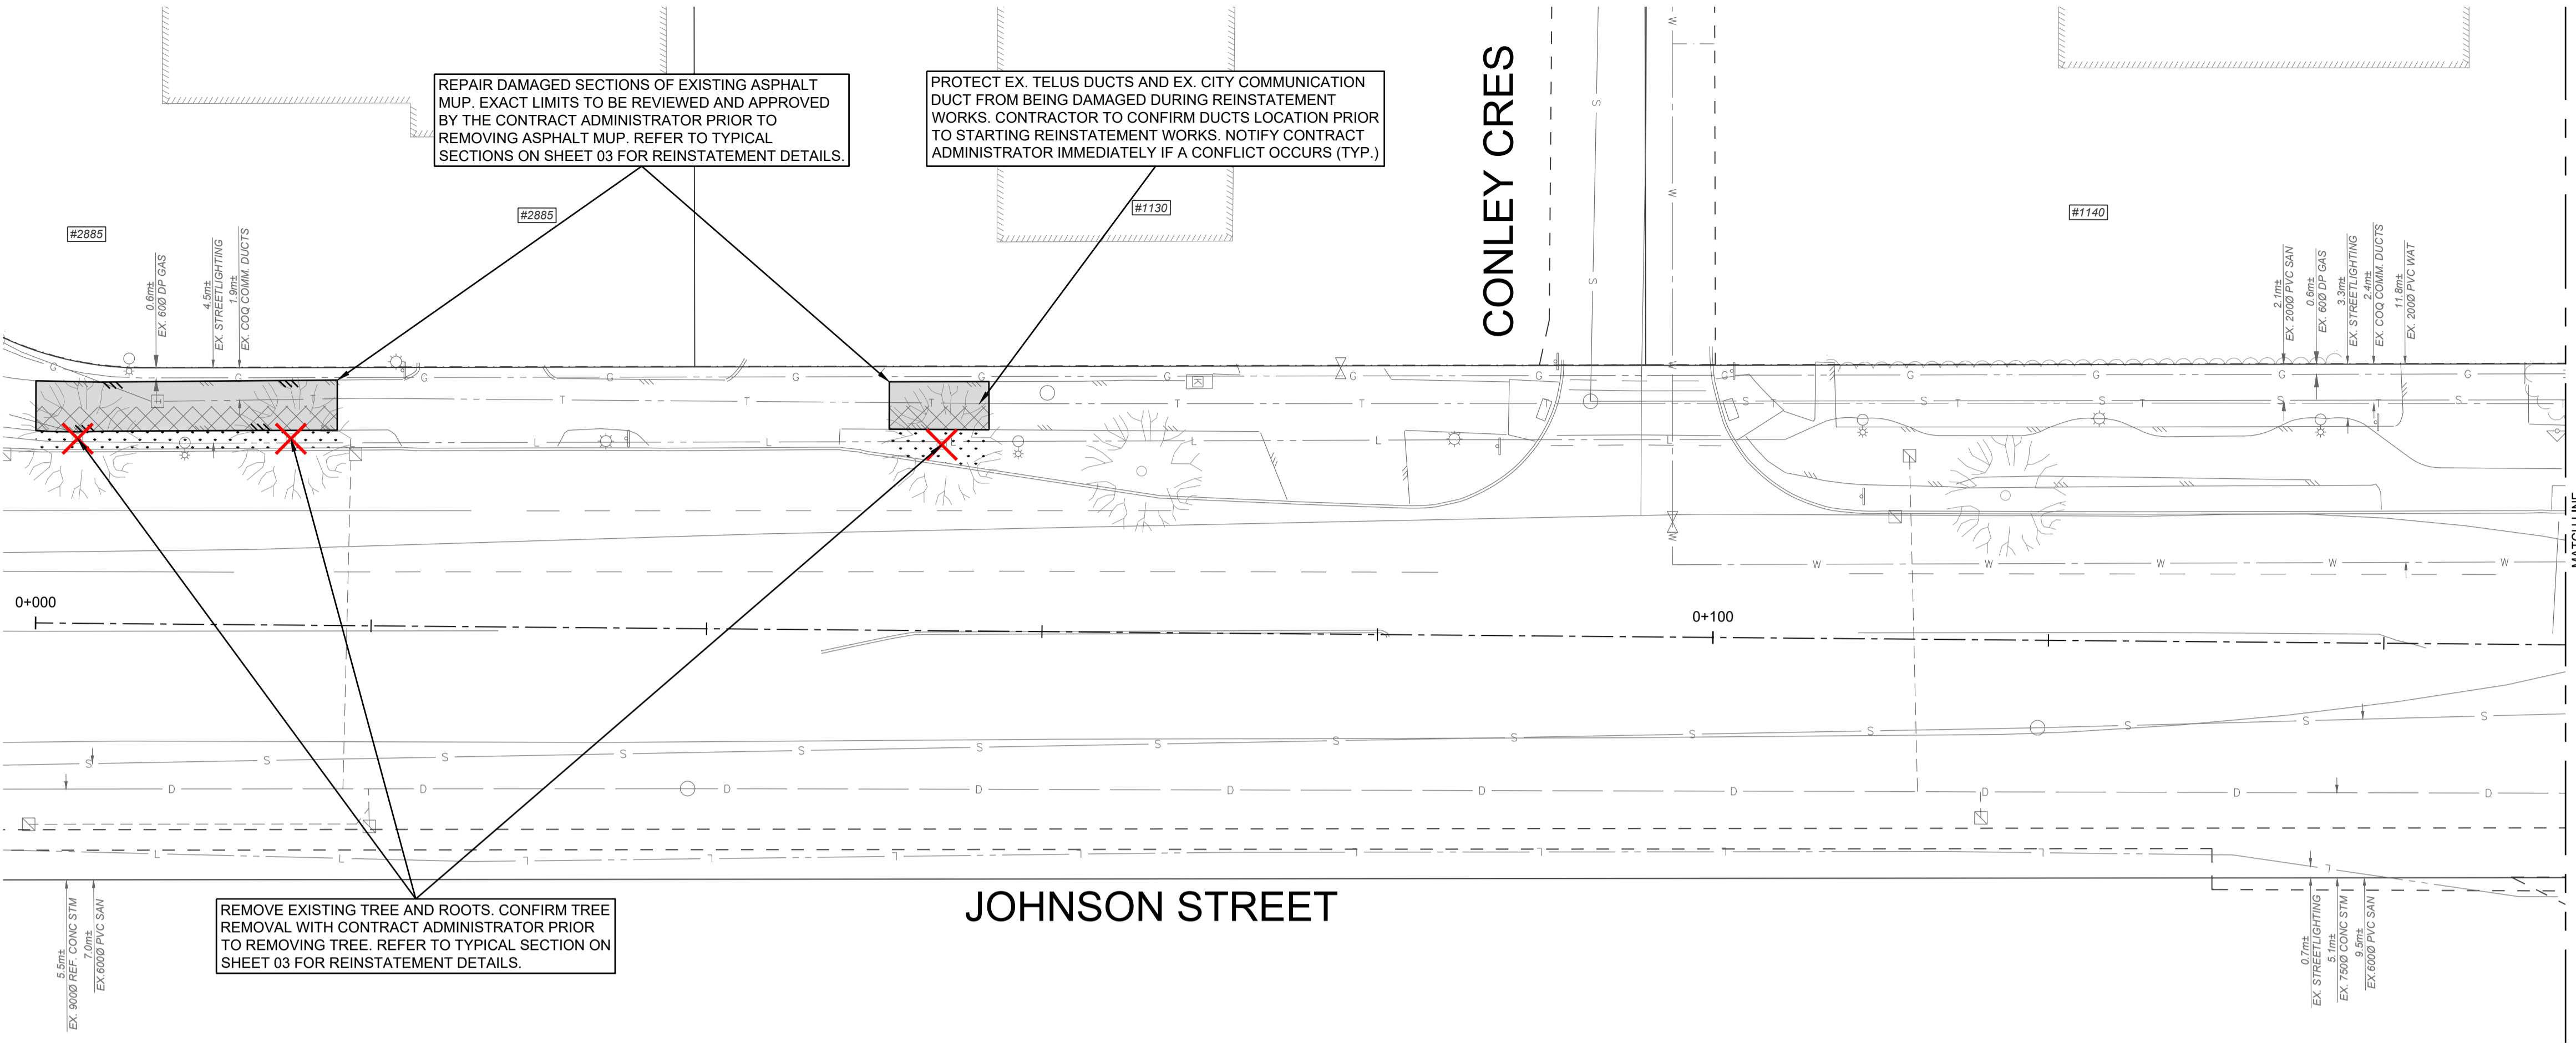 REPAIR DAMAGED SECTIONS OF EXISTING ASPHALT
MUP. EXACT LIMITS TO BE REVIEWED AND APPROVED
BY THE CONTRACT ADMINISTRATOR PRIOR TO
REMOVING ASPHALT MUP. REFER TO TYPICAL
SECTIONS ON SHEET 03 FOR REINSTATEMENT DETAILS.
PROTECT EX. TELUS DUCTS AND EX. CITY COMMUNICATION
DUCT FROM BEING DAMAGED DURING REINSTATEMENT
WORKS. CONTRACTOR TO CONFIRM DUCTS LOCATION PRIOR
TO STARTING REINSTATEMENT WORKS. NOTIFY CONTRACT
ADMINISTRATOR IMMEDIATELY IF A CONFLICT OCCURS (TYP.)
CONLEY CRES
#2885
#2885
#1130
#1140
0.6m±
EX. 60Ø DP GAS
4.5m±
EX. STREETLIGHTING
1.9m±
EX. COQ COMM. DUCTS
2.1m±
EX. 200Ø PVC SAN
0.6m±
EX. 60Ø DP GAS
3.3m±
EX. STREETLIGHTING
2.4m±
EX. COQ COMM. DUCTS
11.8m±
EX. 200Ø PVC WAT
G G G G G G G G G G G G G
T T T T T T T T T
S S S S
L L L L L
W W W W W W W W W
MATCH LINE
0+000
0+100
S S S S S S S S S S S S S S
D D D D D D D D D D
L L L L L L L L L L L
JOHNSON STREET
REMOVE EXISTING TREE AND ROOTS. CONFIRM TREE
REMOVAL WITH CONTRACT ADMINISTRATOR PRIOR
TO REMOVING TREE. REFER TO TYPICAL SECTION ON
SHEET 03 FOR REINSTATEMENT DETAILS.
5.5m±
EX. 900Ø REF. CONC STM
7.0m±
EX.600Ø PVC SAN
0.7m±
EX. STREETLIGHTING
5.1m±
EX. 750Ø CONC STM
9.5m±
EX.600Ø PVC SAN